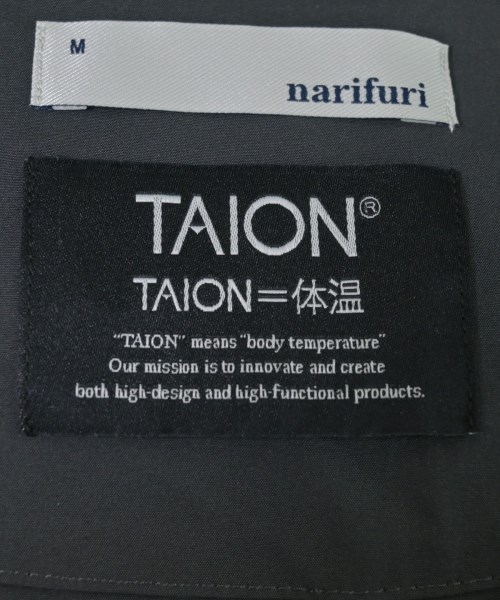 M
narifuri
TAION®
TAION=体温
"TAION" means "body temperature"
Our mission is to innovate and create
both high-design and high-functional products.